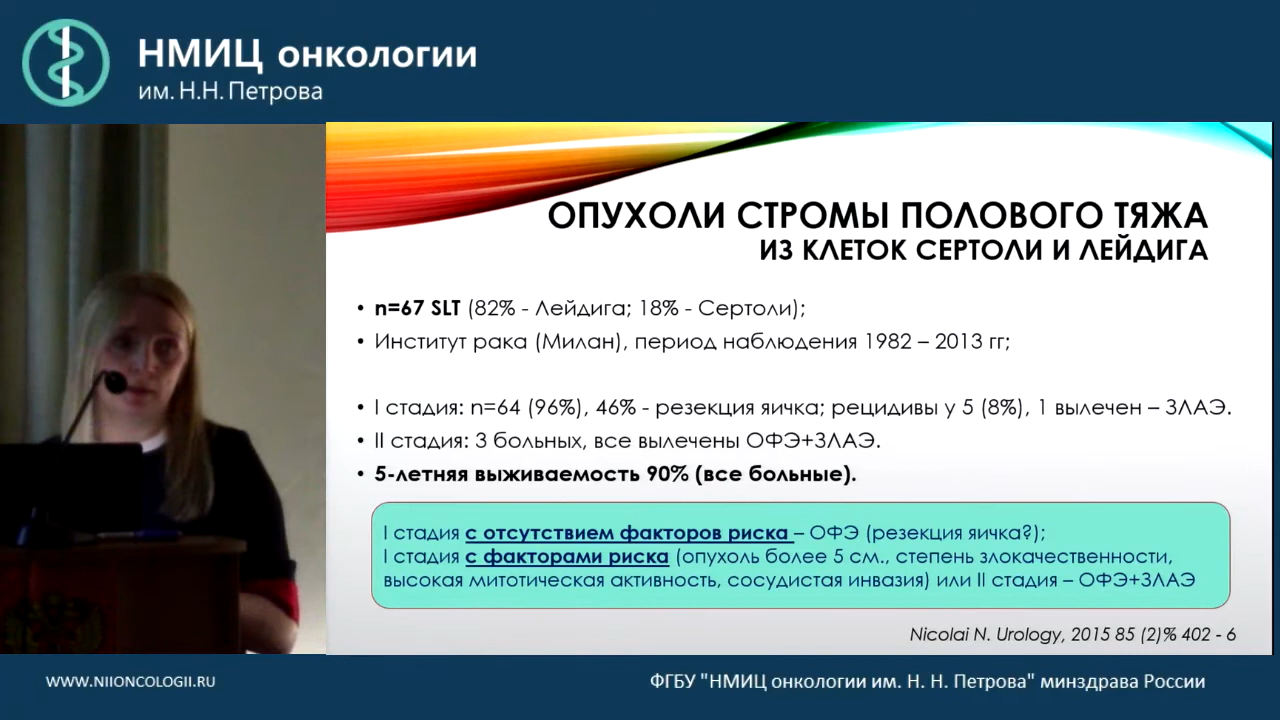 НМИЦ онкологии
им. Н.Н. Петрова
ОПУХОЛИ СТРОМЫ ПОЛОВОГО ТЯЖА
ИЗ КЛЕТОК СЕРТОЛИ И ЛЕЙДИГА
• n=67 SLT (82% - Лейдига; 18% - Сертоли);
• Институт рака (Милан), период наблюдения 1982 – 2013 гг;
• I стадия: n=64 (96%), 46% - резекция яичка; рецидивы у 5 (8%), 1 вылечен – ЗЛАЭ.
• II стадия: 3 больных, все вылечены ОФЭ+ЗЛАЭ.
• 5-летняя выживаемость 90% (все больные).
I стадия с отсутствием факторов риска – ОФЭ (резекция яичка?);
I стадия с факторами риска (опухоль более 5 см., степень злокачественности,
высокая митотическая активность, сосудистая инвазия) или II стадия – ОФЭ+ЗЛАЭ
Nicolai N. Urology, 2015 85 (2)% 402 - 6
WWW.NIIONCOLOGII.RU
ФГБУ "НМИЦ онкологии им. Н. Н. Петрова" минздрава России